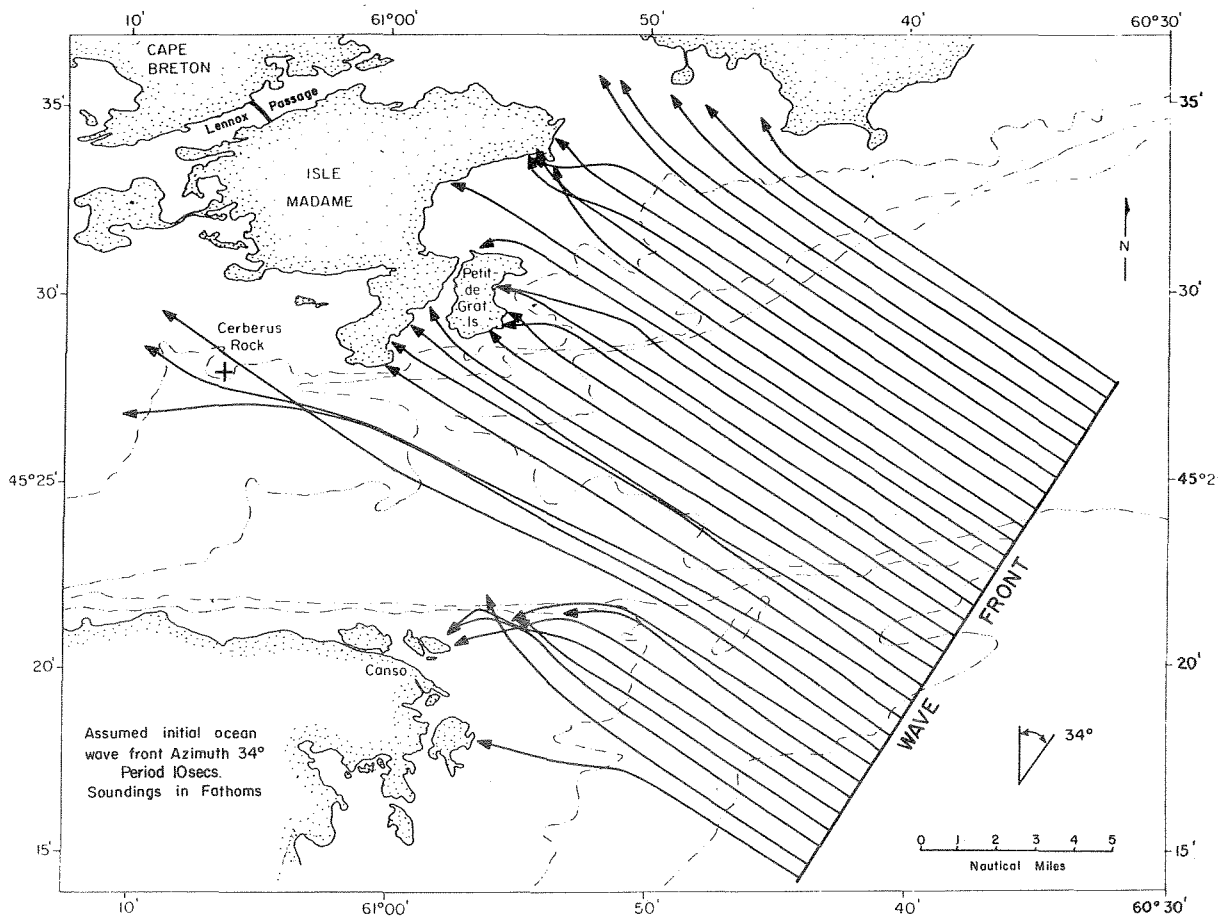 10'
61°00'
50'
40'
60°30'
CAPE
BRETON
35'
35'
Lennox Passage
ISLE
MADAME
N
30'
30'
Petit-
de
Grat
Is
Cerberus
Rock
45°25'
45°2
WAVE FRONT
20'
20'
Canso
34°
Assumed initial ocean
wave front Azimuth 34°
Period 10secs.
Soundings in Fathoms
15'
15'
0 1 2 3 4 5
Nautical Miles
10'
61°00'
50'
40'
60°30'